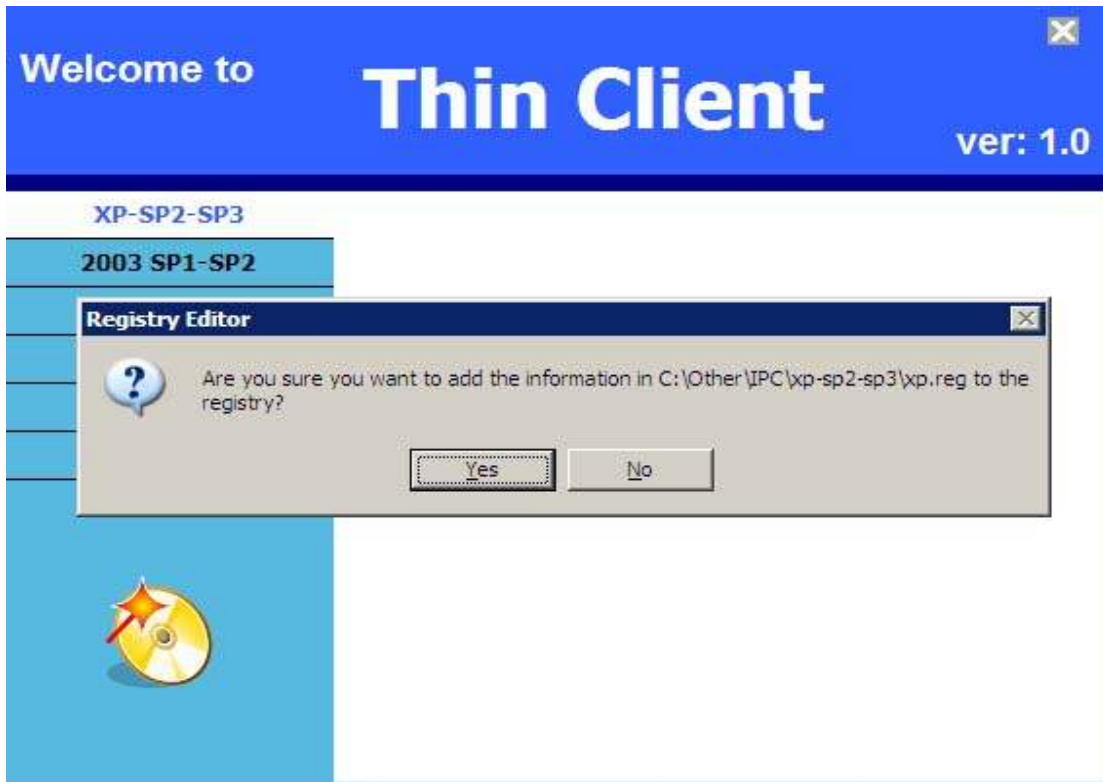 Welcome to
Thin Client
ver: 1.0
XP-SP2-SP3
2003 SP1-SP2
Registry Editor
Are you sure you want to add the information in C:\Other\IPC\xp-sp2-sp3\xp.reg to the
registry?
Yes
No